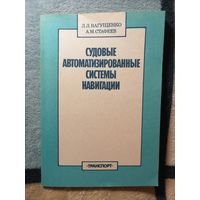 Л.Л. ВАГУЩЕНКО
А.М. СТАФЕЕВ
СУДОВЫЕ
АВТОМАТИЗИРОВАННЫЕ
СИСТЕМЫ
НАВИГАЦИИ
·ТРАНСПОРТ·